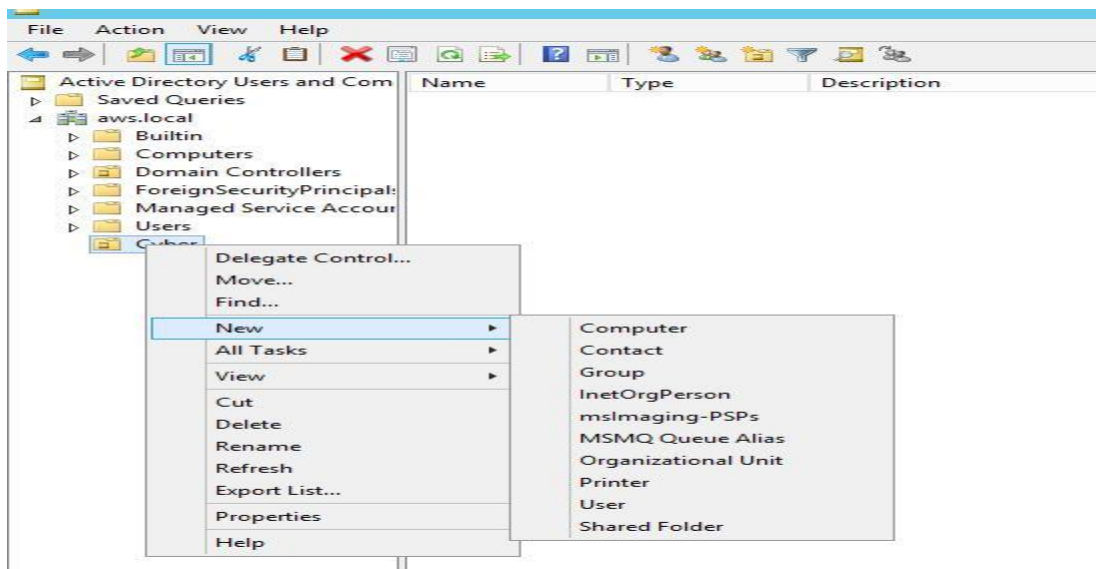 File Action View Help
Active Directory Users and Com
Name Type Description
Saved Queries
aws.local
Builtin
Computers
Domain Controllers
ForeignSecurityPrincipals
Managed Service Accour
Users
Cyber
Delegate Control...
Move...
Find...
New
All Tasks
View
Cut
Delete
Rename
Refresh
Export List...
Properties
Help
Computer
Contact
Group
InetOrgPerson
msImaging-PSPs
MSMQ Queue Alias
Organizational Unit
Printer
User
Shared Folder